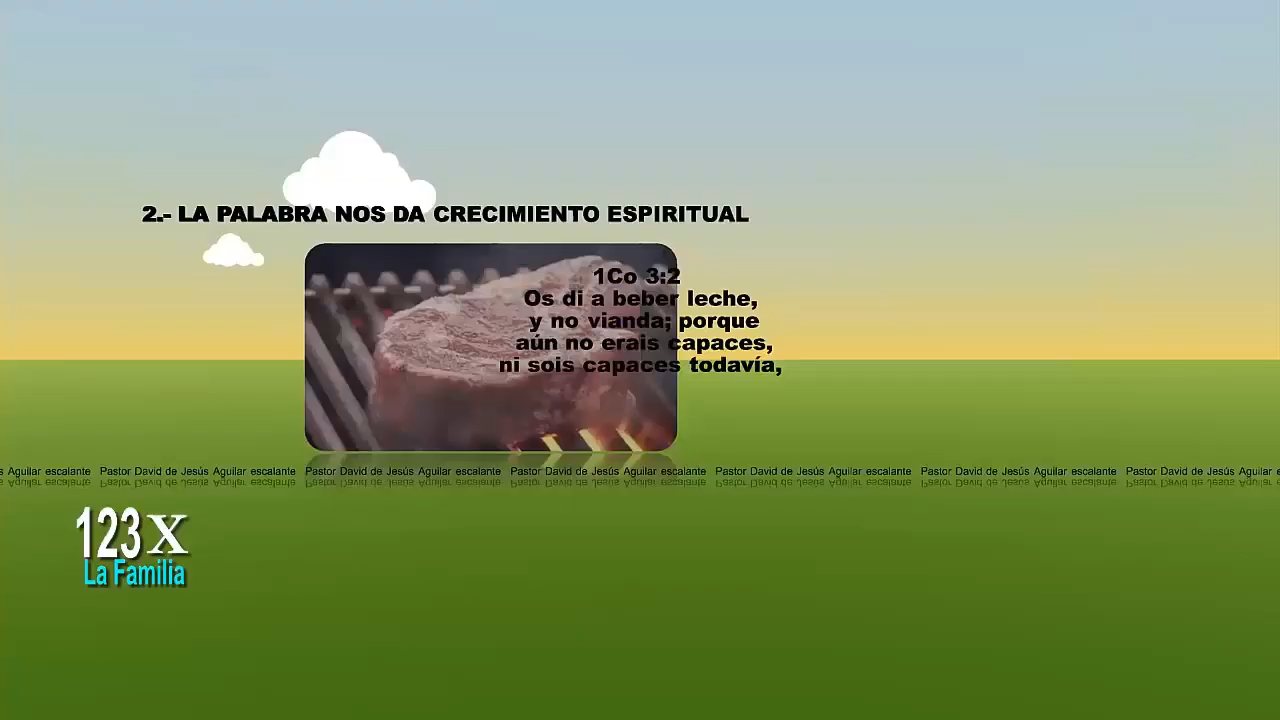 2.- LA PALABRA NOS DA CRECIMIENTO ESPIRITUAL
1Co 3:2
Os di a beber leche,
y no vianda; porque
aún no erais capaces,
ni sois capaces todavía,
s Aguilar escalante Pastor David de Jesús Aguilar escalante Pastor David de Jesús Aguilar escalante Pastor David de Jesús Aguilar escalante Pastor David de Jesús Aguilar escalante Pastor David de Jesús Aguilar escalante Pastor David de Jesús Aguilar e
123 X
La Familia